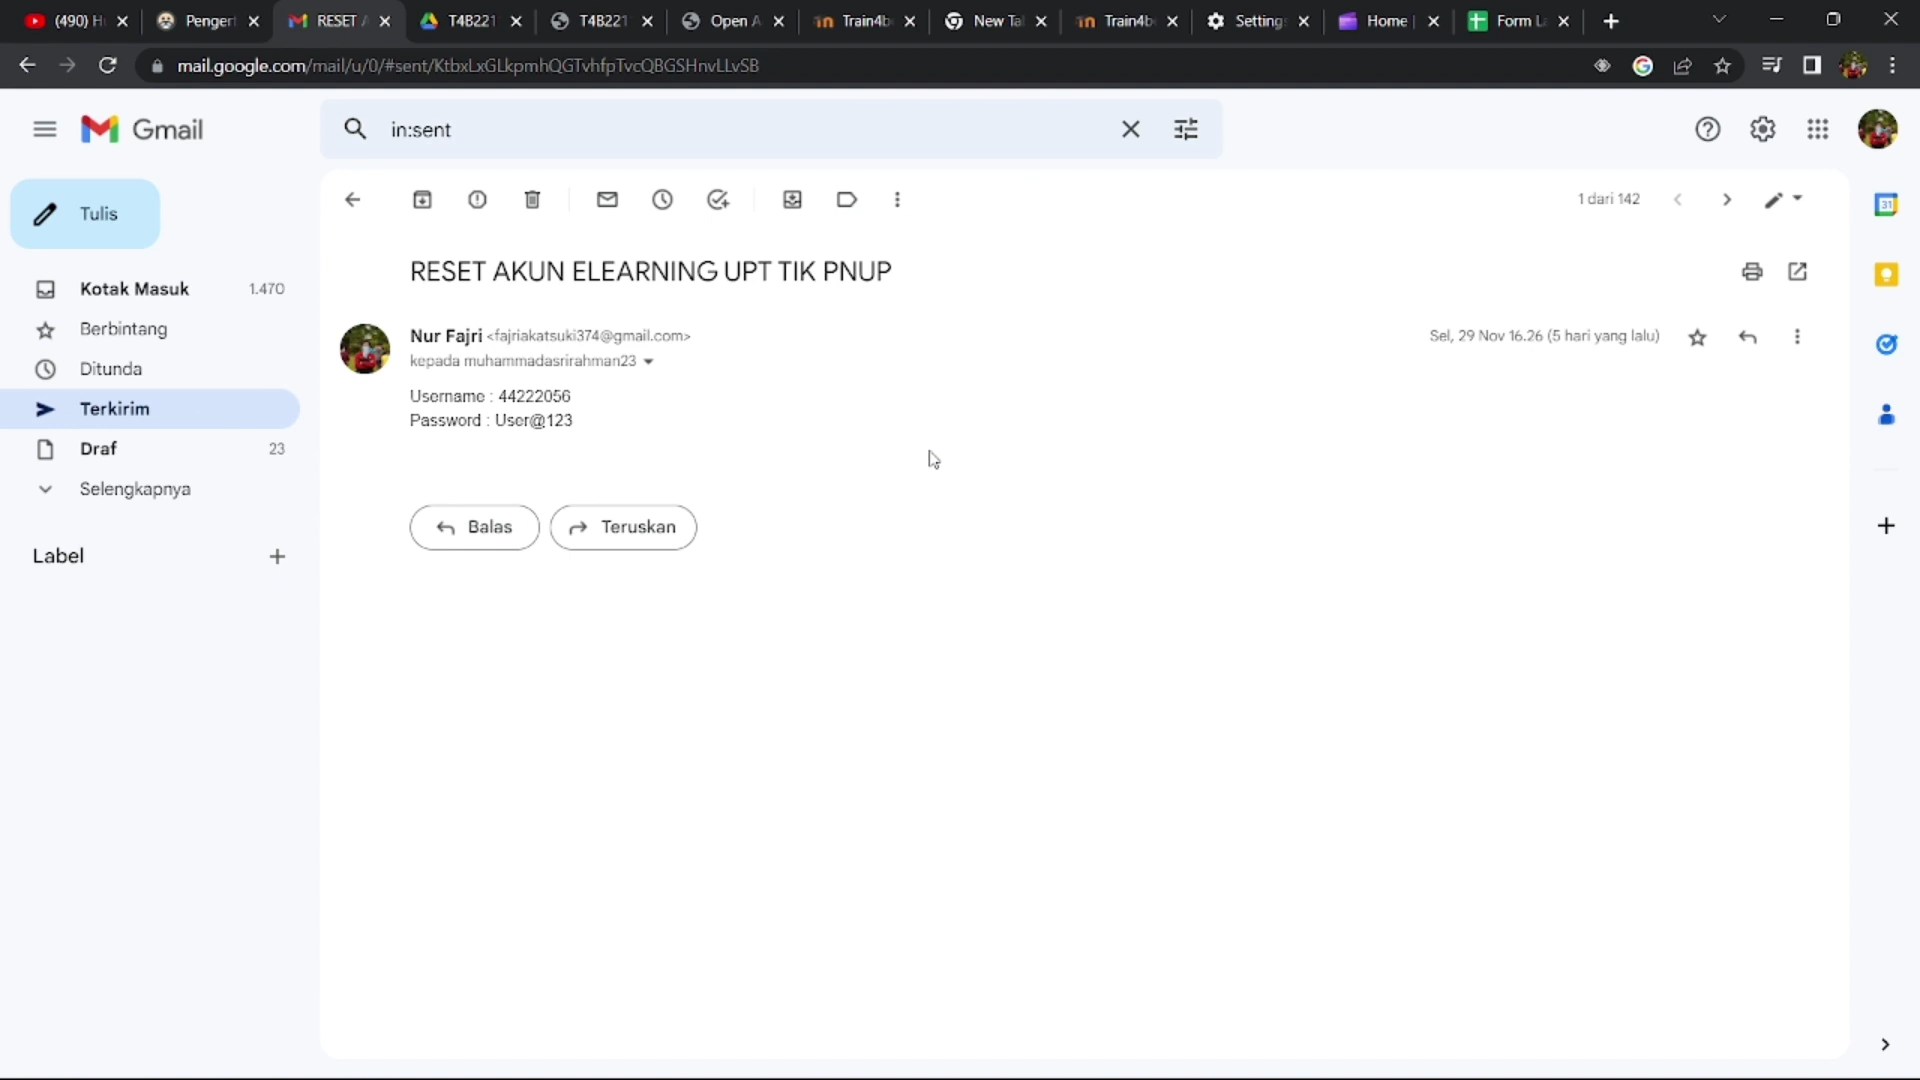 (490) H
Penger
RESET A
T4B221
T4B221
Open A
Train4b
New Ta
Train4b
Setting
Home |
Form La
mail.google.com/mail/u/0/#sent/KtbxLxGLkpmhQGTvhfpTvcQBGSHnvLLvSB
Gmail
in:sent
Tulis
1 dari 142
Kotak Masuk 1.470
Berbintang
Ditunda
Terkirim
Draf 23
Selengkapnya
Label
RESET AKUN ELEARNING UPT TIK PNUP
Nur Fajri <fajriakatsuki374@gmail.com>
Sel, 29 Nov 16.26 (5 hari yang lalu)
kepada muhammadasrirahman23
Username : 44222056
Password : User@123
Balas
Teruskan
31